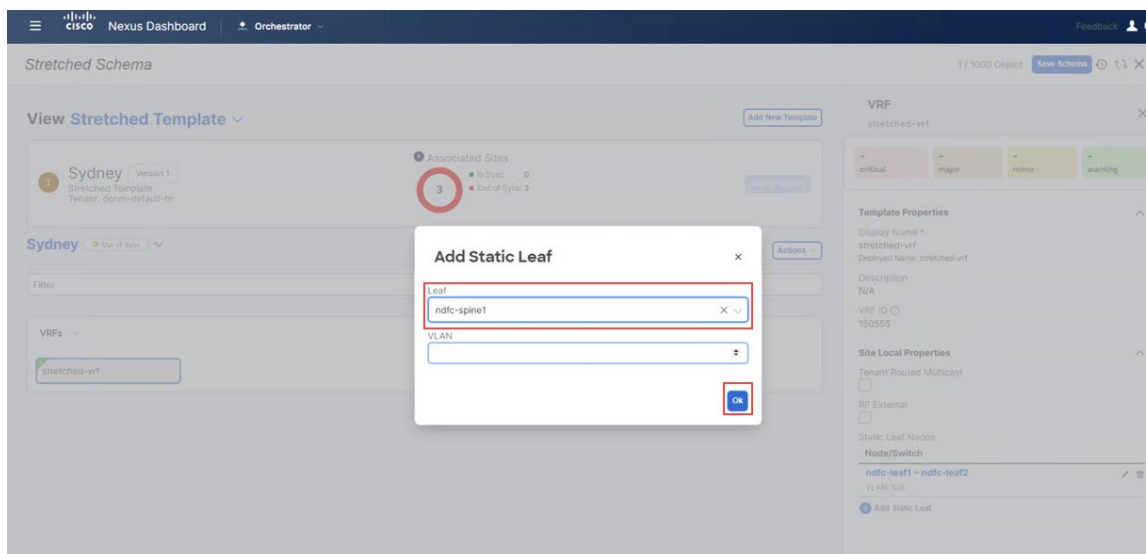 CISCO Nexus Dashboard Orchestrator Feedback
Stretched Schema 1 / 1000 Object Save Schema
View Stretched Template Add New Template
VRF
stretched-vrf
T Sydney Version 1
Stretched Template
Tenant: dcnm-default-tn
Associated Sites
3
In Sync 0
Out of Sync 3
- critical
- major
- minor
- warning
Sydney Out of Sync Actions
Filter
VRFs
stretched-vrf
Add Static Leaf ×
Leaf
ndfc-spine1
VLAN
Ok
Template Properties
Display Name *
stretched-vrf
Deployed Name: stretched-vrf
Description
N/A
VRF ID
150555
Site Local Properties
Tenant Routed Multicast
RP External
Static Leaf Nodes
Node/Switch
ndfc-leaf1 – ndfc-leaf2
VLAN: N/A
Add Static Leaf